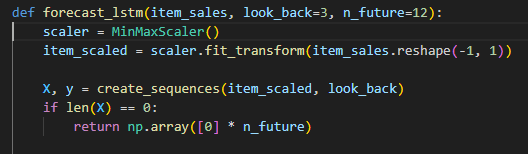 def forecast_lstm(item_sales, look_back=3, n_future=12):
    scaler = MinMaxScaler()
    item_scaled = scaler.fit_transform(item_sales.reshape(-1, 1))

    X, y = create_sequences(item_scaled, look_back)
    if len(X) == 0:
        return np.array([0] * n_future)